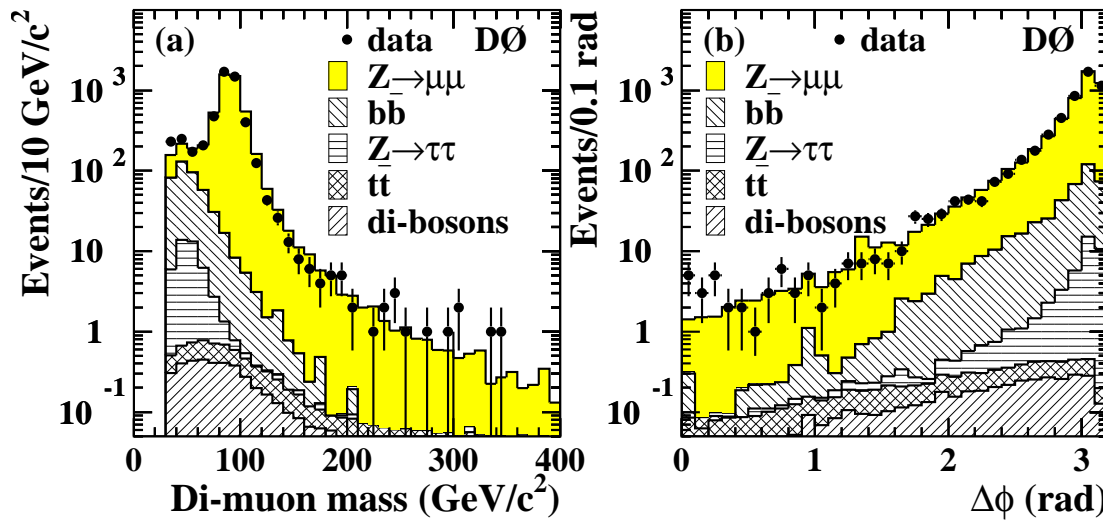 Events/10 GeV/c²
10³
10²
10
1
10⁻¹
(a)
data
DØ
Z→μμ
bb̄
Z→ττ
tt̄
di-bosons
0
100
200
300
400
Di-muon mass (GeV/c²)
Events/0.1 rad
10³
10²
10
1
10⁻¹
(b)
data
DØ
Z→μμ
bb̄
Z→ττ
tt̄
di-bosons
0
1
2
3
Δϕ (rad)